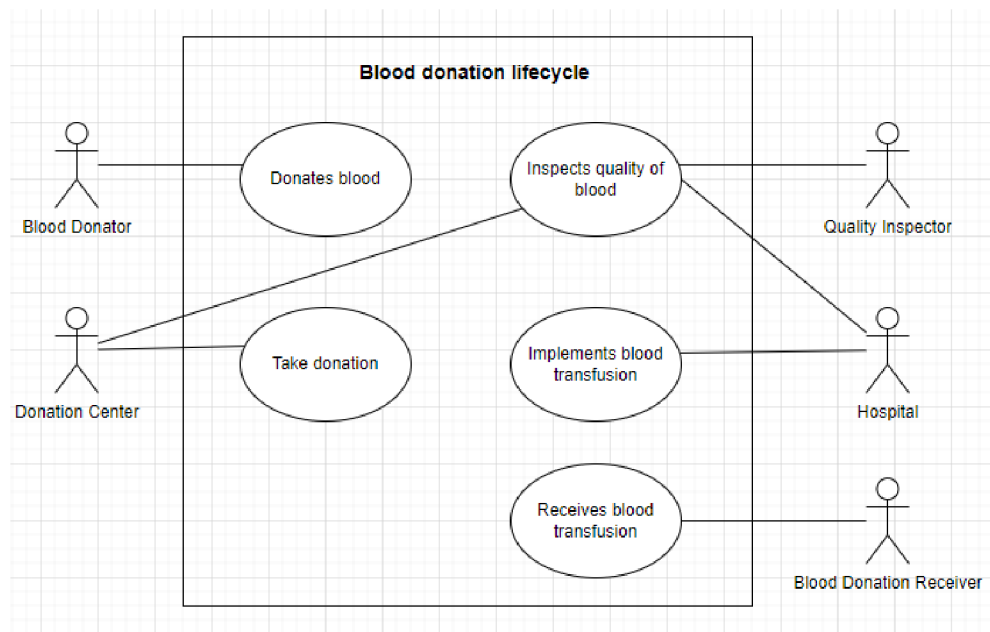 Blood donation lifecycle
Donates blood
Inspects quality of
blood
Blood Donator
Quality Inspector
Take donation
Implements blood
transfusion
Donation Center
Hospital
Receives blood
transfusion
Blood Donation Receiver